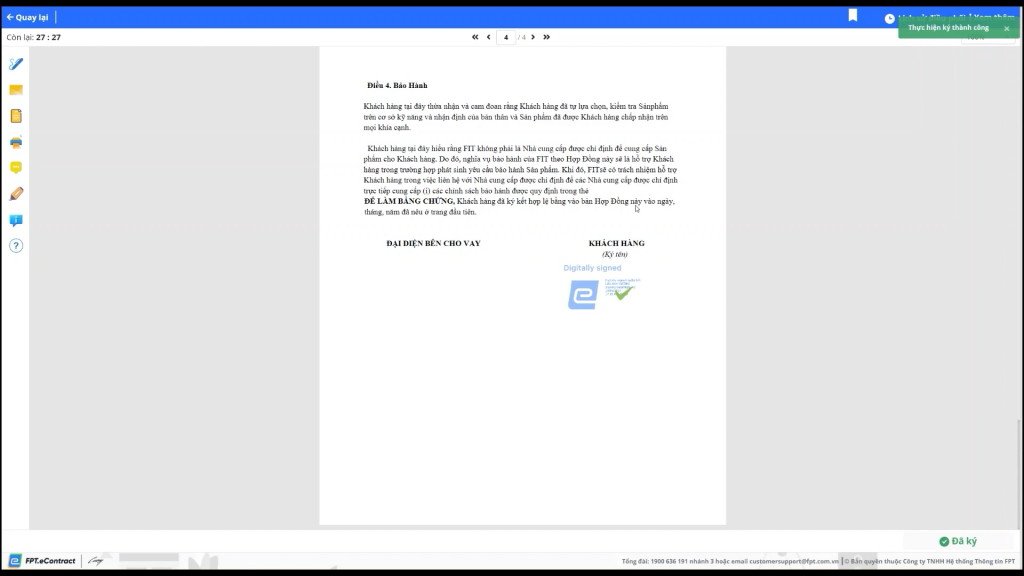 Quay lại
Thực hiện ký thành công
Còn lại: 27 : 27
4 / 4
Điều 4. Bảo Hành
Khách hàng tại đây thừa nhận và cam đoan rằng Khách hàng đã tự lựa chọn, kiểm tra Sảnphẩm
trên cơ sở kỹ năng và nhận định của bản thân và Sản phẩm đã được Khách hàng chấp nhận trên
mọi khía cạnh.
Khách hàng tại đây hiểu rằng FIT không phải là Nhà cung cấp được chỉ định để cung cấp Sản
phẩm cho Khách hàng. Do đó, nghĩa vụ bảo hành của FIT theo Hợp Đồng này sẽ là hỗ trợ Khách
hàng trong trường hợp phát sinh yêu cầu bảo hành Sản phẩm. Khi đó, FITsẽ có trách nhiệm hỗ trợ
Khách hàng trong việc liên hệ với Nhà cung cấp được chỉ định để các Nhà cung cấp được chỉ định
trực tiếp cung cấp (i) các chính sách bảo hành được quy định trong thẻ
ĐỂ LÀM BẰNG CHỨNG, Khách hàng đã ký kết hợp lệ bằng vào bản Hợp Đồng này vào ngày,
tháng, năm đã nêu ở trang đầu tiên.
ĐẠI DIỆN BÊN CHO VAY
KHÁCH HÀNG
(Ký tên)
Digitally signed
Đã ký
FPT.eContract
Tổng đài: 1900 636 191 nhánh 3 hoặc email customersupport@fpt.com.vn | © Bản quyền thuộc Công ty TNHH Hệ thống Thông tin FPT